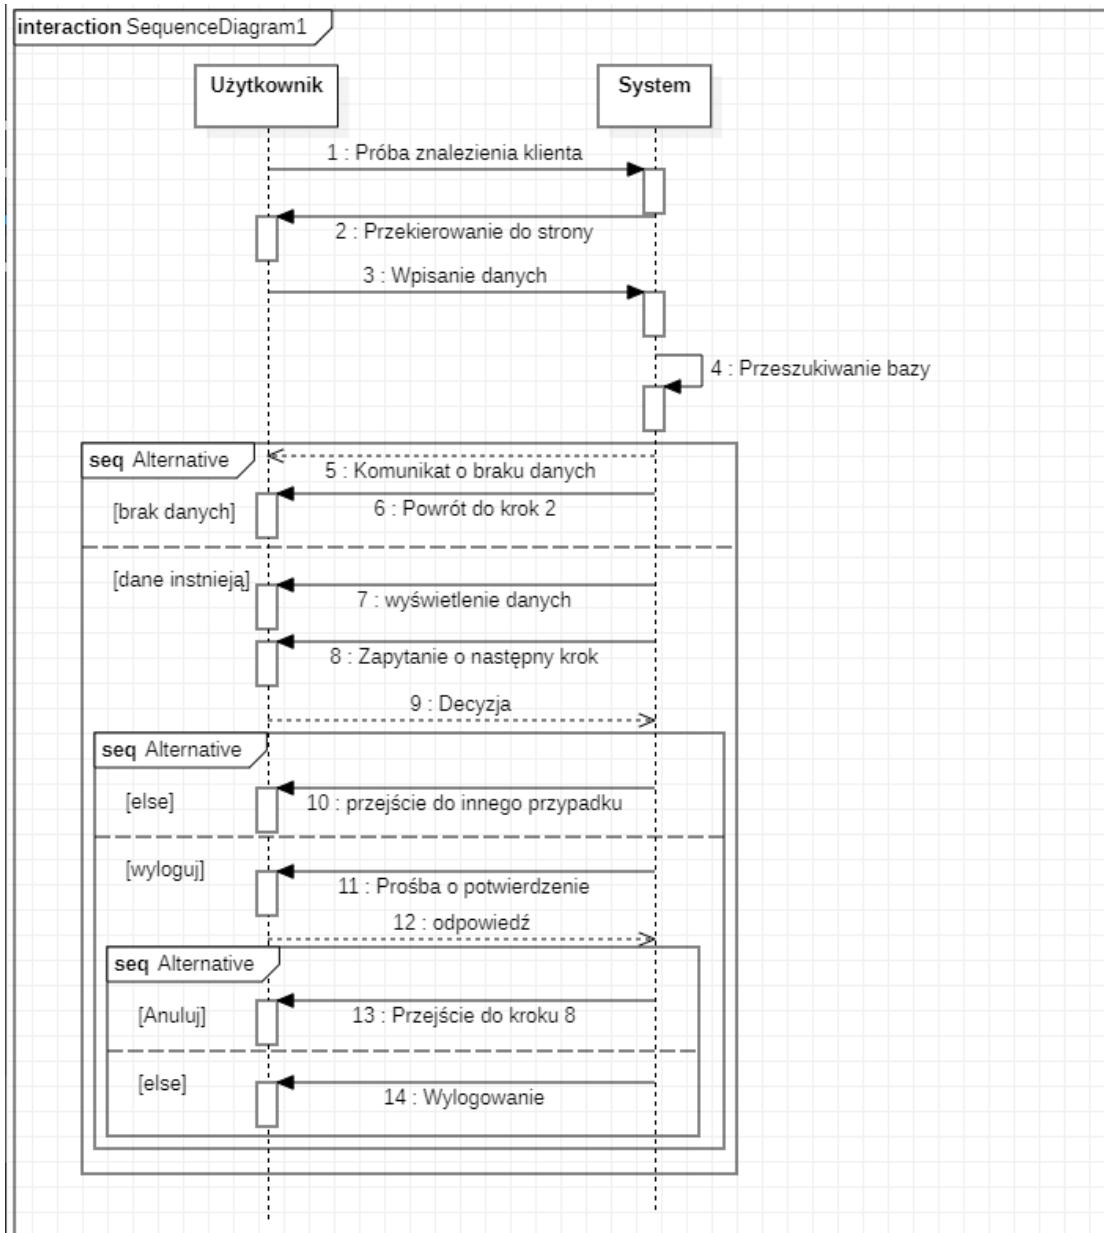 interaction SequenceDiagram1
Użytkownik
System
1 : Próba znalezienia klienta
2 : Przekierowanie do strony
3 : Wpisanie danych
4 : Przeszukiwanie bazy
seq Alternative
5 : Komunikat o braku danych
[brak danych]
6 : Powrót do krok 2
[dane instnieją]
7 : wyświetlenie danych
8 : Zapytanie o następny krok
9 : Decyzja
seq Alternative
[else]
10 : przejście do innego przypadku
[wyloguj]
11 : Prośba o potwierdzenie
12 : odpowiedź
seq Alternative
[Anuluj]
13 : Przejście do kroku 8
[else]
14 : Wylogowanie